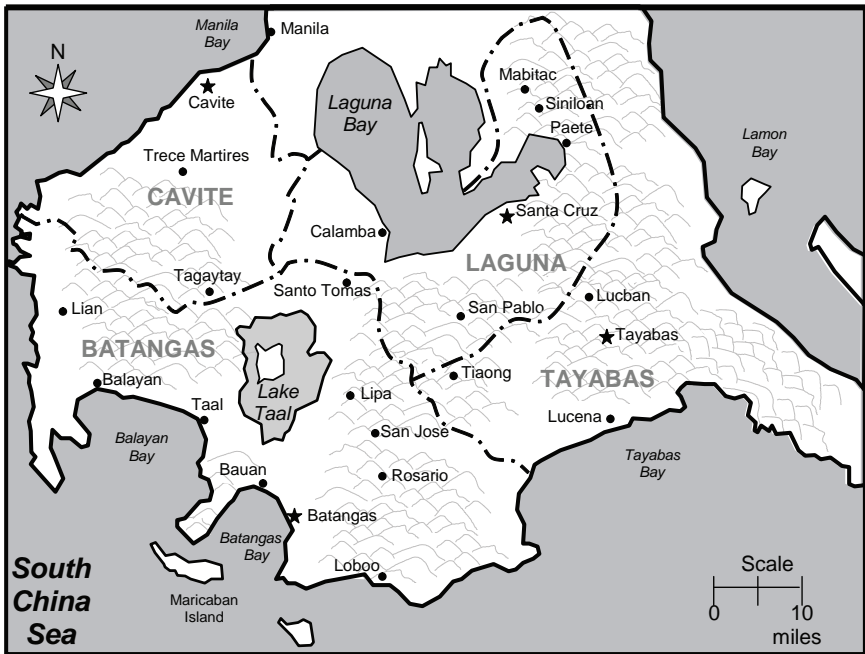 Manila
Bay
Manila
N
Cavite
Laguna
Bay
Mabitac
Siniloan
Paete
Lamon
Bay
Trece Martires
CAVITE
Santa Cruz
Calamba
LAGUNA
Tagaytay
Santo Tomas
Lian
San Pablo
Lucban
Tayabas
BATANGAS
Balayan
Lake
Taal
Tiaong
TAYABAS
Taal
Lipa
Lucena
San Jose
Balayan
Bay
Tayabas
Bay
Bauan
Rosario
Batangas
Batangas
Bay
Loboo
South
China
Sea
Maricaban
Island
Scale
0 10
miles